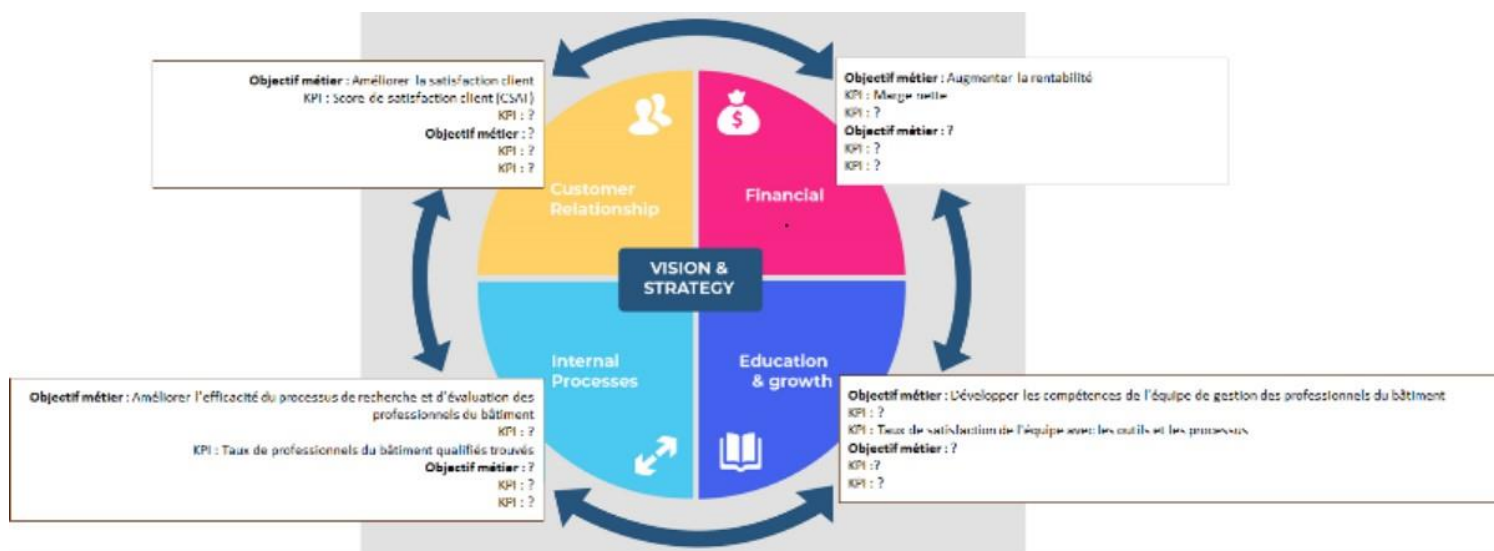 Objectif métier : Améliorer la satisfaction client
KPI : Score de satisfaction client (CSAT)
KPI : ?
Objectif métier : ?
KPI : ?
KPI : ?
Objectif métier : Augmenter la rentabilité
KPI : Marge nette
KPI : ?
Objectif métier : ?
KPI : ?
KPI : ?
Customer
Relationship
Financial
VISION &
STRATEGY
Internal
Processes
Education
& growth
Objectif métier : Améliorer l'efficacité du processus de recherche et d'évaluation des
professionnels du bâtiment
KPI : ?
KPI : Taux de professionnels du bâtiment qualifiés trouvés
Objectif métier : ?
KPI : ?
KPI : ?
Objectif métier : Développer les compétences de l'équipe de gestion des professionnels du bâtiment
KPI : ?
KPI : Taux de satisfaction de l'équipe avec les outils et les processus
Objectif métier : ?
KPI :?
KPI : ?
$